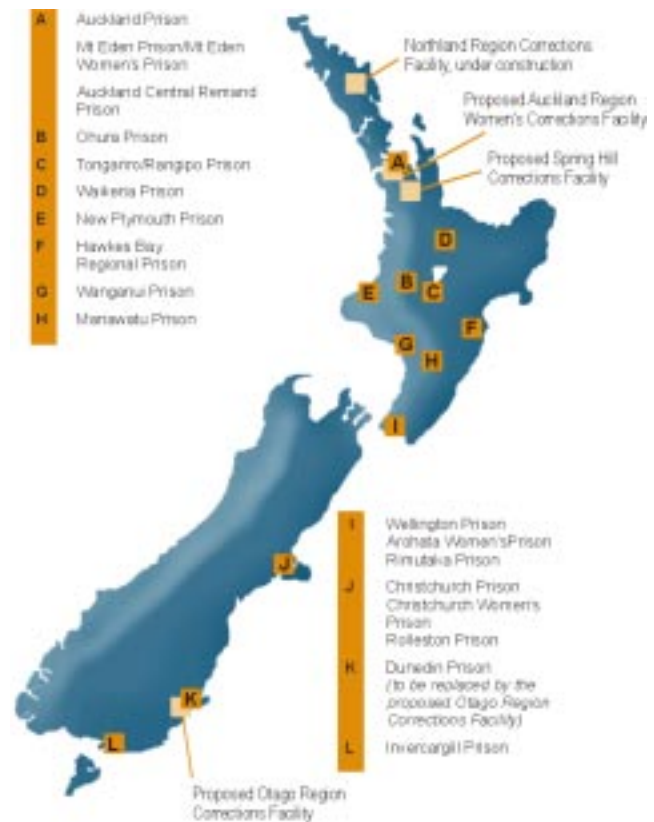 A Auckland Prison
Mt Eden Prison/Mt Eden
Women's Prison
Auckland Central Remand
Prison
B Ohura Prison
C Tongariro/Rangipo Prison
D Waikeria Prison
E New Plymouth Prison
F Hawkes Bay
Regional Prison
G Wanganui Prison
H Manawatu Prison
Northland Region Corrections
Facility, under construction
Proposed Auckland Region
Women's Corrections Facility
Proposed Spring Hill
Corrections Facility
A
D
B
C
E
F
G
H
I
J
K
L
I Wellington Prison
Arohata Women'sPrison
Rimutaka Prison
J Christchurch Prison
Christchurch Women's
Prison
Rolleston Prison
K Dunedin Prison
(to be replaced by the
proposed Otago Region
Corrections Facility)
L Invercargill Prison
Proposed Otago Region
Corrections Facility